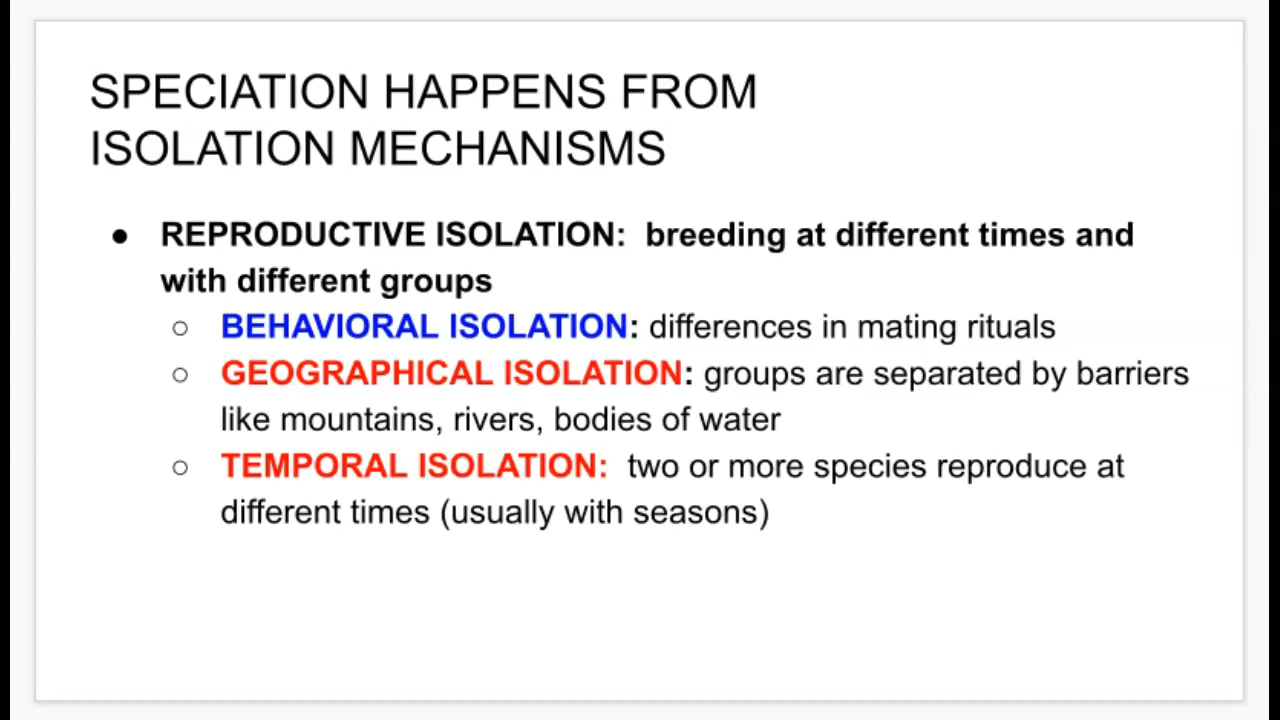 SPECIATION HAPPENS FROM
ISOLATION MECHANISMS
● REPRODUCTIVE ISOLATION:  breeding at different times and
with different groups
○ BEHAVIORAL ISOLATION: differences in mating rituals
○ GEOGRAPHICAL ISOLATION: groups are separated by barriers
like mountains, rivers, bodies of water
○ TEMPORAL ISOLATION:  two or more species reproduce at
different times (usually with seasons)